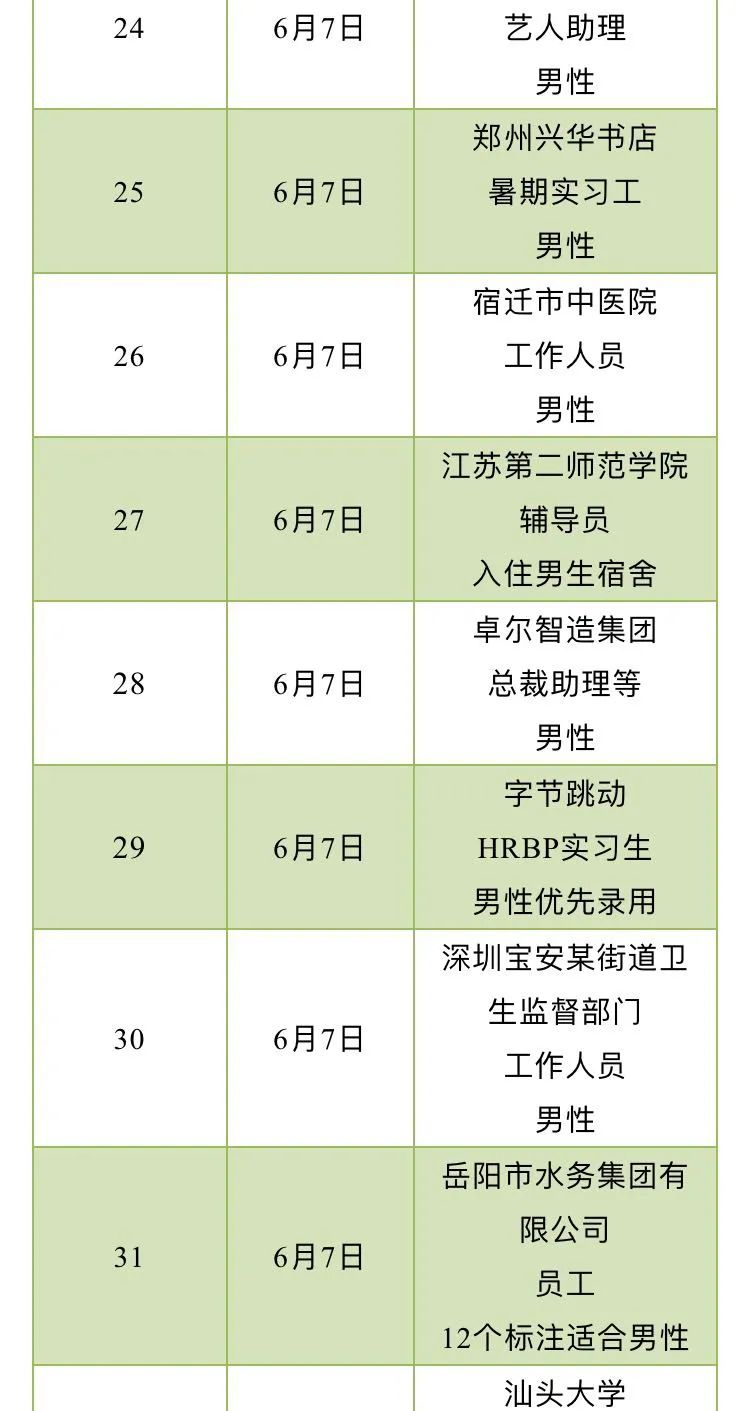 24
6月7日
艺人助理
男性
25
6月7日
郑州兴华书店
暑期实习工
男性
26
6月7日
宿迁市中医院
工作人员
男性
27
6月7日
江苏第二师范学院
辅导员
入住男生宿舍
28
6月7日
卓尔智造集团
总裁助理等
男性
29
6月7日
字节跳动
HRBP实习生
男性优先录用
30
6月7日
深圳宝安某街道卫
生监督部门
工作人员
男性
31
6月7日
岳阳市水务集团有
限公司
员工
12个标注适合男性
汕头大学